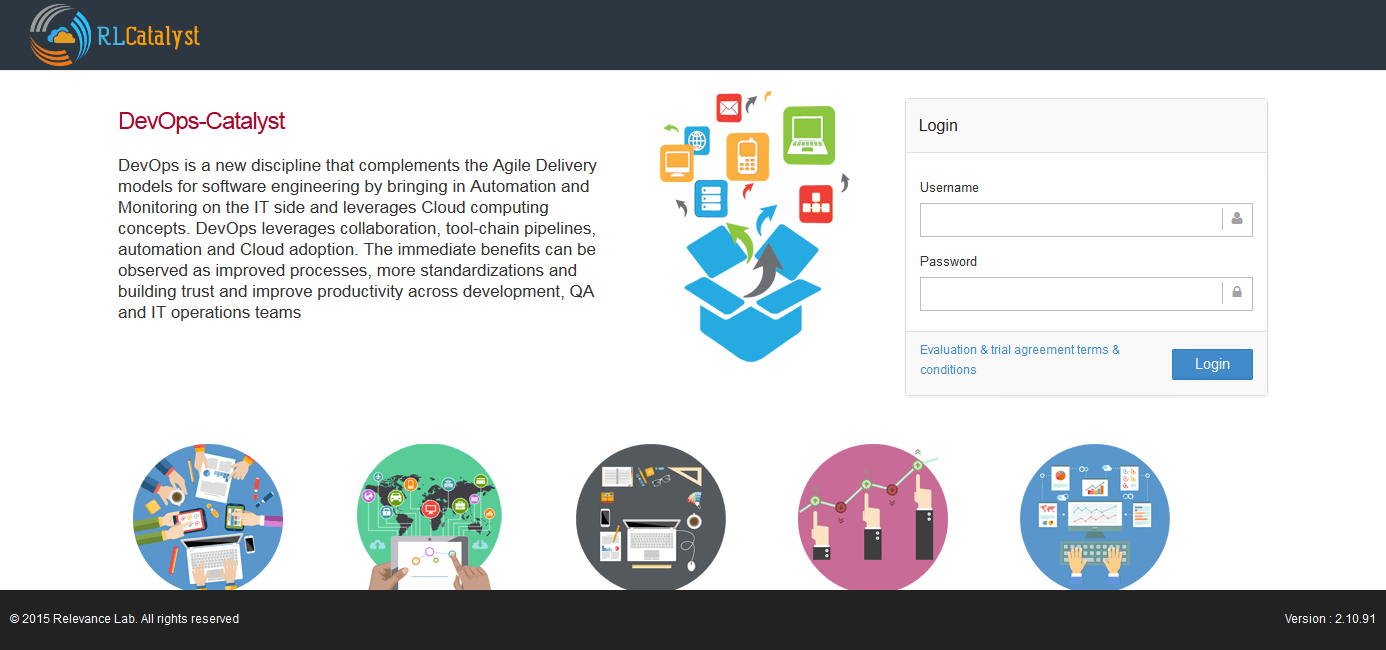 RLCatalyst
DevOps-Catalyst
DevOps is a new discipline that complements the Agile Delivery
models for software engineering by bringing in Automation and
Monitoring on the IT side and leverages Cloud computing
concepts. DevOps leverages collaboration, tool-chain pipelines,
automation and Cloud adoption. The immediate benefits can be
observed as improved processes, more standardizations and
building trust and improve productivity across development, QA
and IT operations teams
Login
Username
Password
Evaluation & trial agreement terms &
conditions
Login
© 2015 Relevance Lab. All rights reserved
Version : 2.10.91